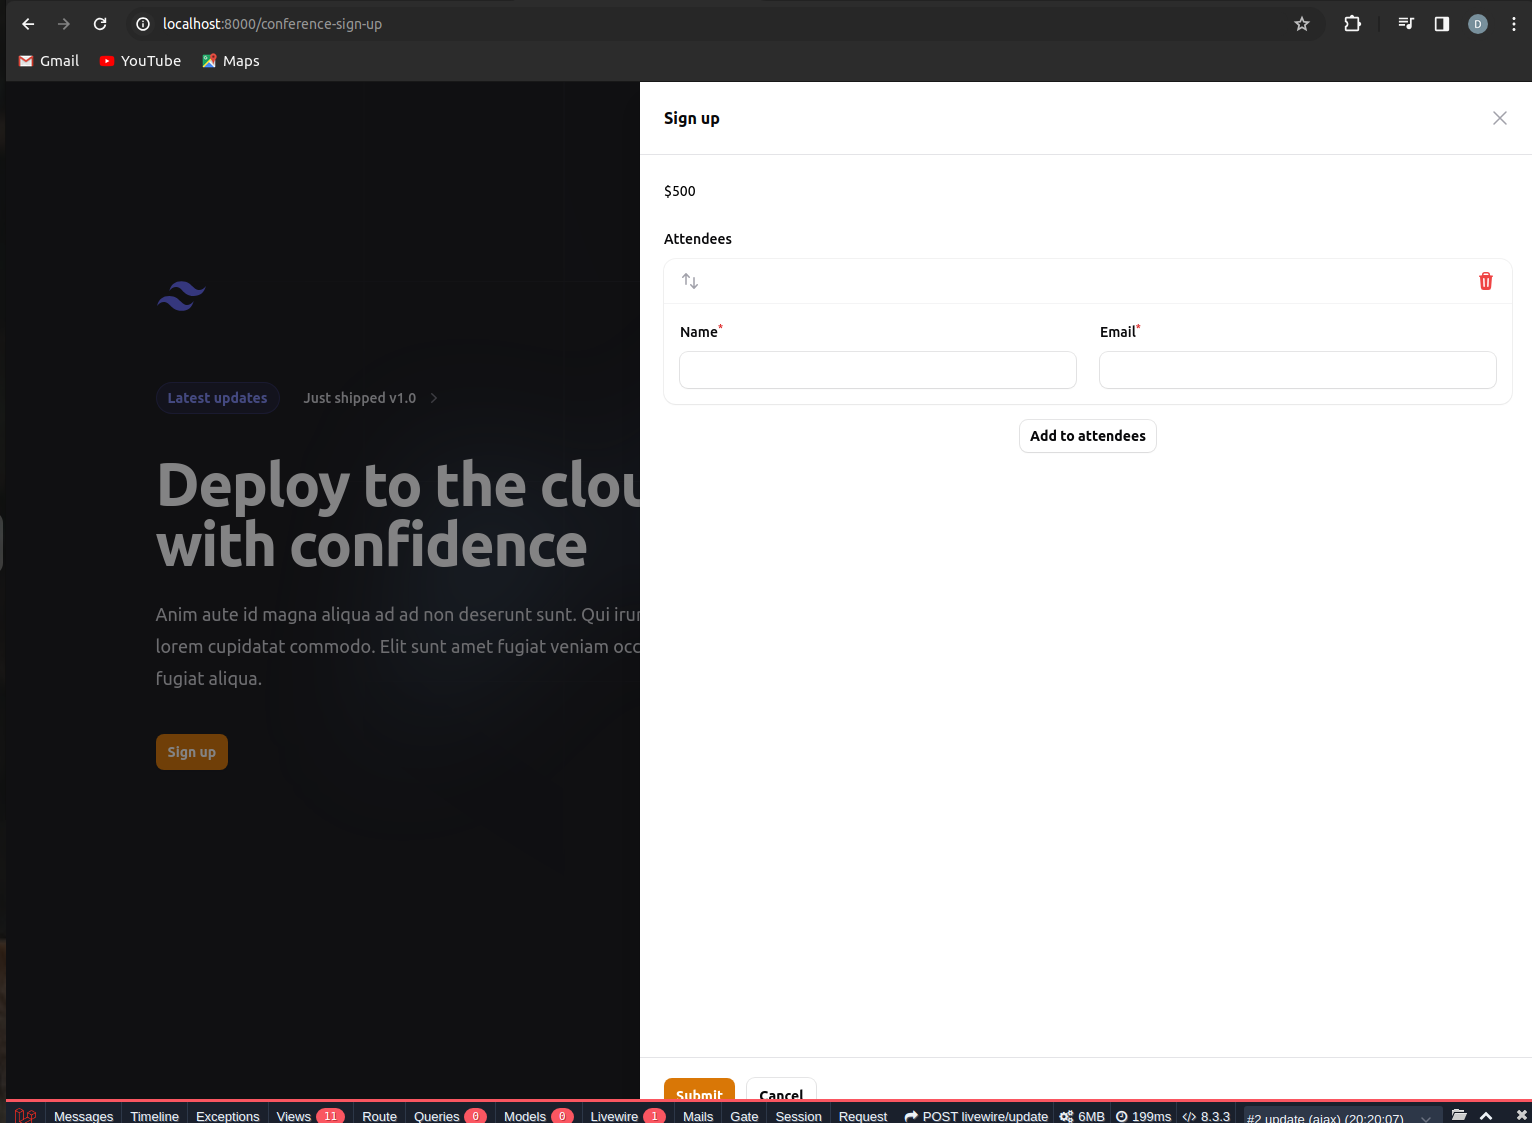 localhost:8000/conference-sign-up
D
Gmail YouTube Maps
Sign up
$500
Attendees
Name* Email*
Add to attendees
Latest updates Just shipped v1.0
Deploy to the clou
with confidence
Anim aute id magna aliqua ad ad non deserunt sunt. Qui irur
lorem cupidatat commodo. Elit sunt amet fugiat veniam occ
fugiat aliqua.
Sign up
Submit Cancel
Messages Timeline Exceptions Views 11 Route Queries 0 Models 0 Livewire 1 Mails Gate Session Request POST livewire/update 6MB 199ms 8.3.3 #2 update (ajax) (20:20:07)